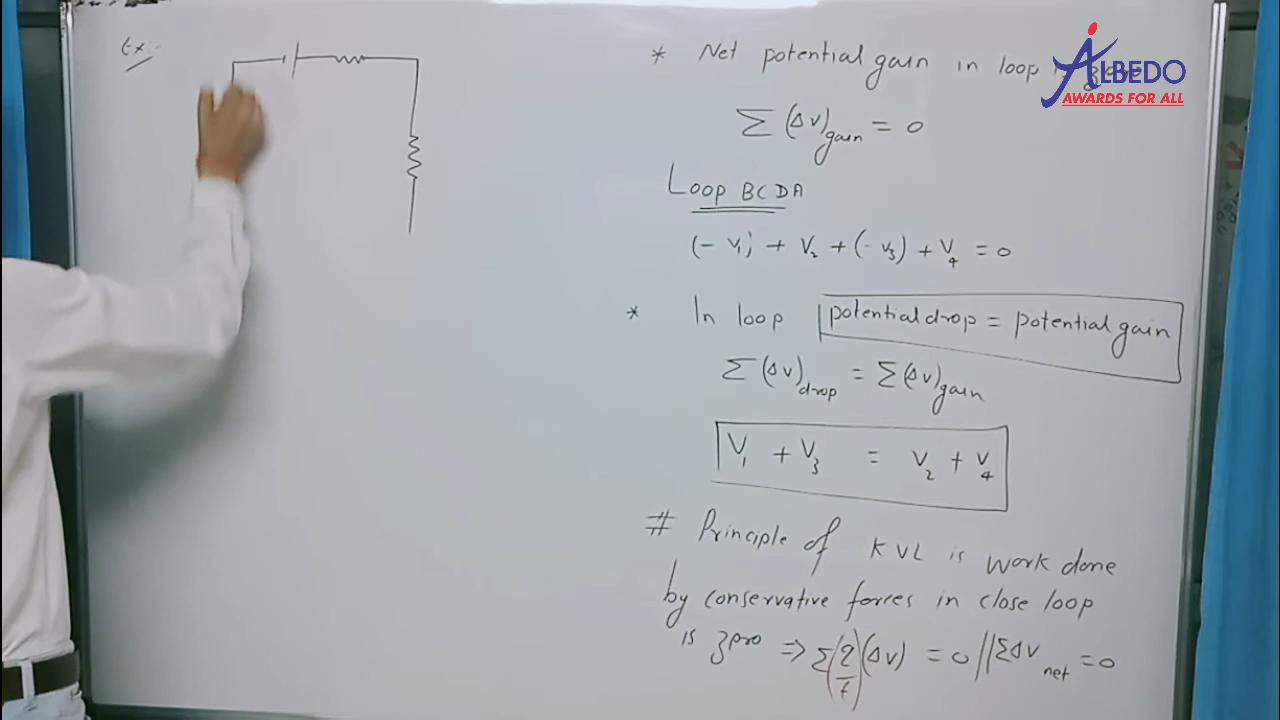 Ex:-
* Net potential gain in loop
ALBEDO
AWARDS FOR ALL
Σ (Δv)gain = 0
Loop BCDA
(- V₁) + V₂ + (- V₃) + V₄ = 0
* In loop potential drop = potential gain
Σ (Δv)drop = Σ (Δv)gain
V₁ + V₃ = V₂ + V₄
# Principle of KVL is work done
by conservative forces in close loop
is zero ⇒ Σ (Δv) = 0 // ΣΔV net = 0